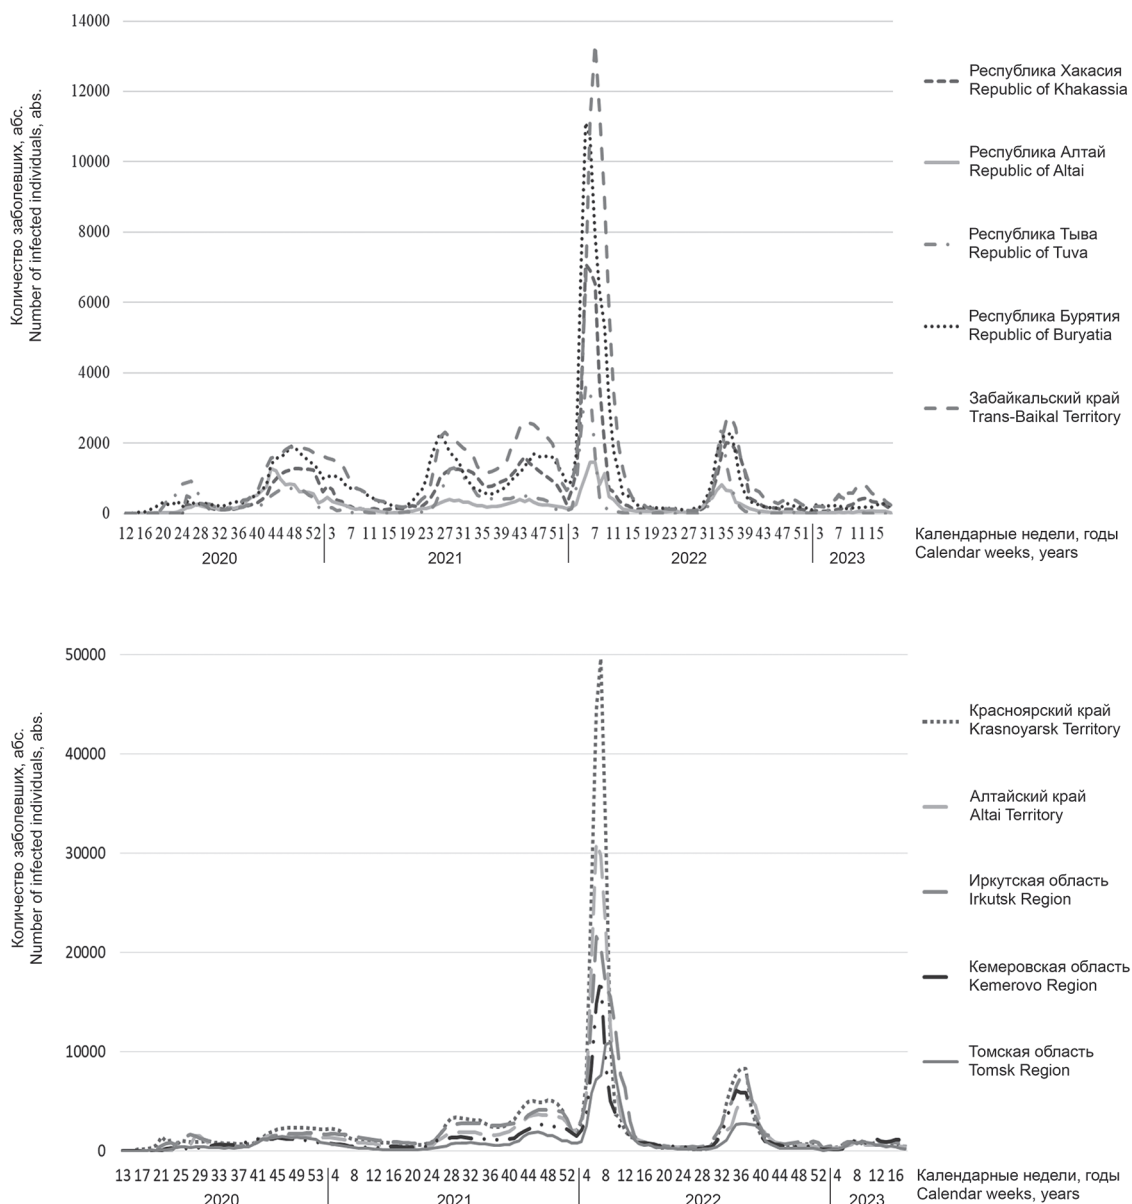 14000
12000
10000
8000
6000
4000
2000
0
Количество заболевших, абс.
Number of infected individuals, abs.
Республика Хакасия
Republic of Khakassia
Республика Алтай
Republic of Altai
Республика Тыва
Republic of Tuva
Республика Бурятия
Republic of Buryatia
Забайкальский край
Trans-Baikal Territory
12 16 20 24 28 32 36 40 44 48 52 3 7 11 15 19 23 27 31 35 39 43 47 51 3 7 11 15 19 23 27 31 35 39 43 47 51 3 7 11 15
2020 2021 2022 2023
Календарные недели, годы
Calendar weeks, years
50000
40000
30000
20000
10000
0
Количество заболевших, абс.
Number of infected individuals, abs.
Красноярский край
Krasnoyarsk Territory
Алтайский край
Altai Territory
Иркутская область
Irkutsk Region
Кемеровская область
Kemerovo Region
Томская область
Tomsk Region
13 17 21 25 29 33 37 41 45 49 53 4 8 12 16 20 24 28 32 36 40 44 48 52 4 8 12 16 20 24 28 32 36 40 44 48 52 4 8 12 16
2020 2021 2022 2023
Календарные недели, годы
Calendar weeks, years